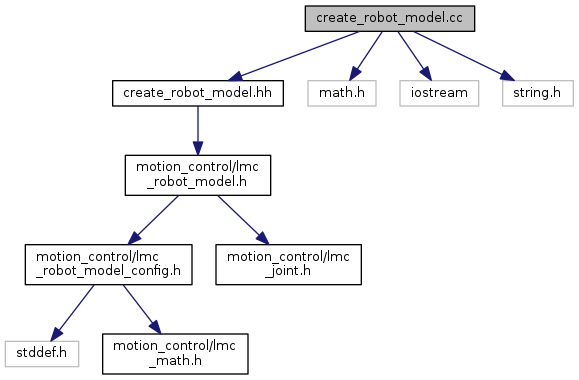 create_robot_model.cc
create_robot_model.hh
math.h
iostream
string.h
motion_control/lmc
_robot_model.h
motion_control/lmc
_robot_model_config.h
motion_control/lmc
_joint.h
stddef.h
motion_control/lmc
_math.h